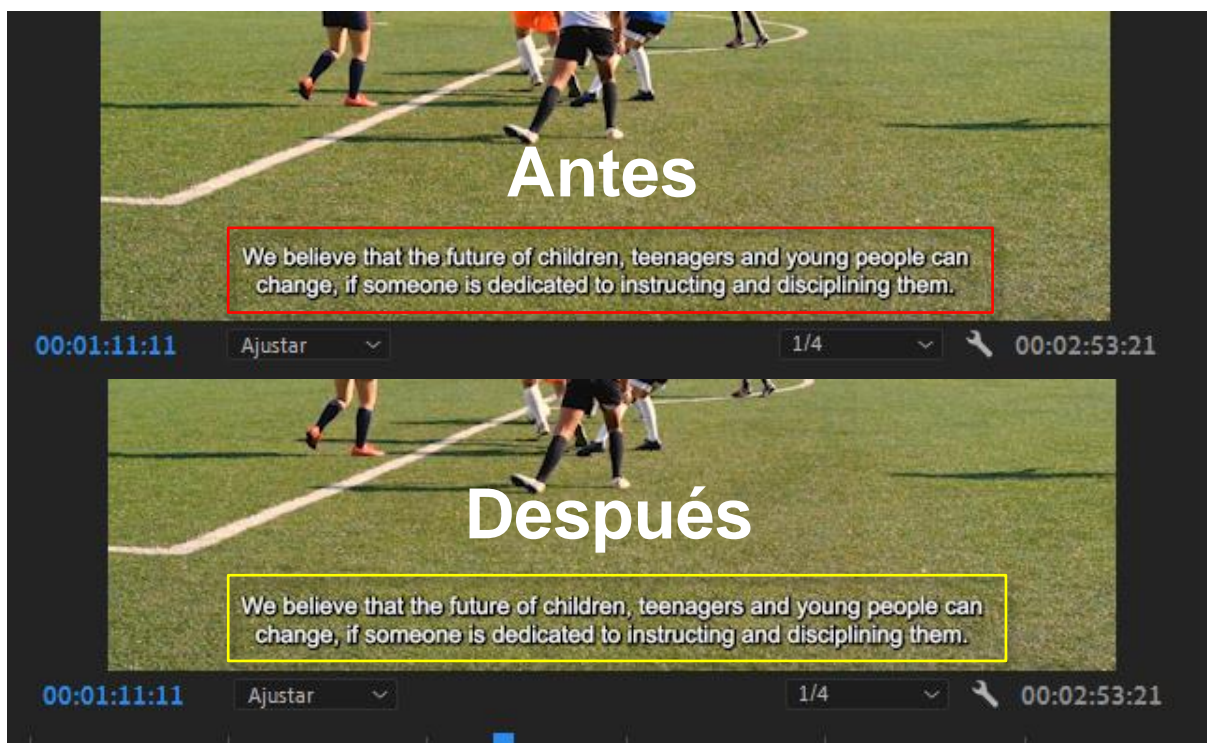 Antes
We believe that the future of children, teenagers and young people can
change, if someone is dedicated to instructing and disciplining them.
00:01:11:11 Ajustar 1/4 00:02:53:21
Después
We believe that the future of children, teenagers and young people can
change, if someone is dedicated to instructing and disciplining them.
00:01:11:11 Ajustar 1/4 00:02:53:21